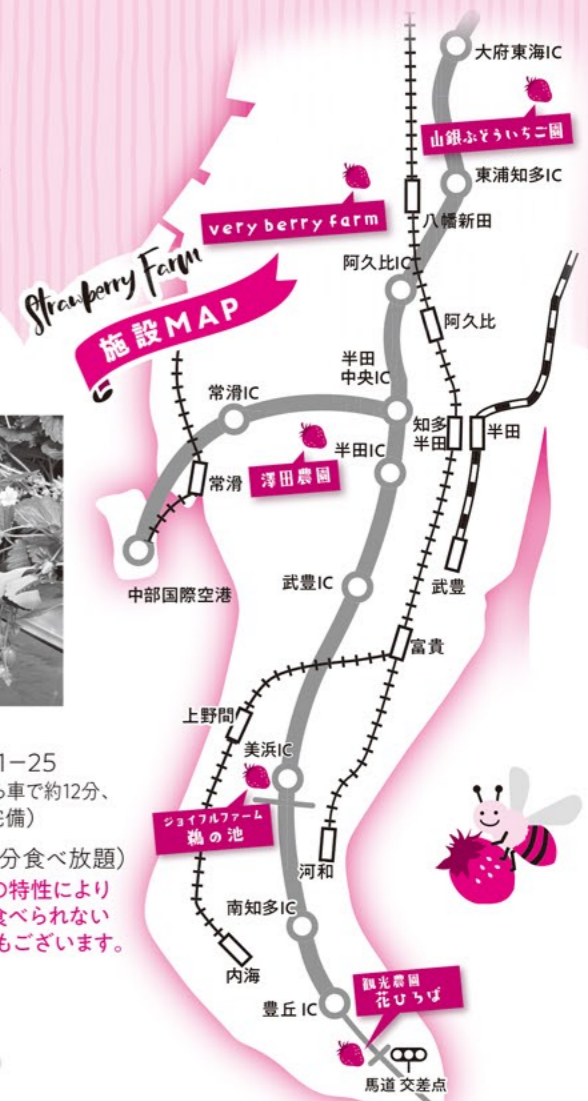 大府東海IC
山銀ぶどういちご園
東浦知多IC
very berry farm
八幡新田
Strawberry Farm
施設MAP
阿久比IC
阿久比
半田
中央IC
常滑IC
知多
半田
半田
半田IC
常滑
澤田農園
中部国際空港
武豊IC
武豊
富貴
上野間
美浜IC
1-25
ら車で約12分、
備)
ジョイフルファーム
鵜の池
分食べ放題)
の特性により
食べられない
もございます。
河和
南知多IC
内海
観光農園
花ひろば
豊丘IC
馬道 交差点